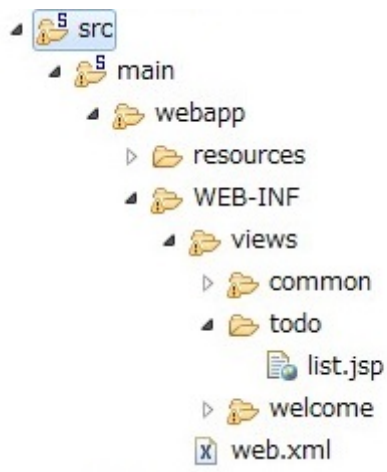 src
main
webapp
resources
WEB-INF
views
common
todo
list.jsp
welcome
web.xml